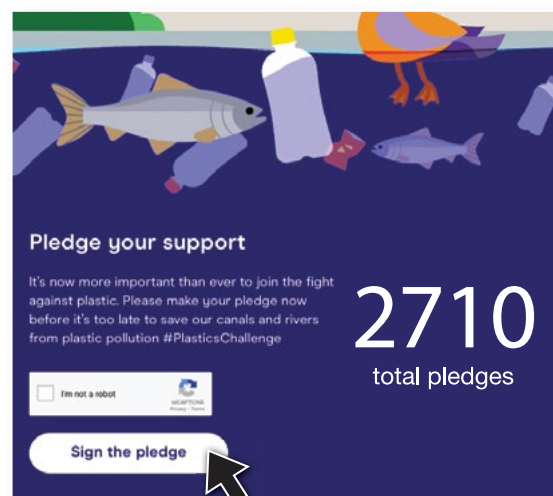 Pledge your support
It's now more important than ever to join the fight
against plastic. Please make your pledge now
before it's too late to save our canals and rivers
from plastic pollution #PlasticsChallenge
2710
total pledges
I'm not a robot
reCAPTCHA
Privacy - Terms
Sign the pledge